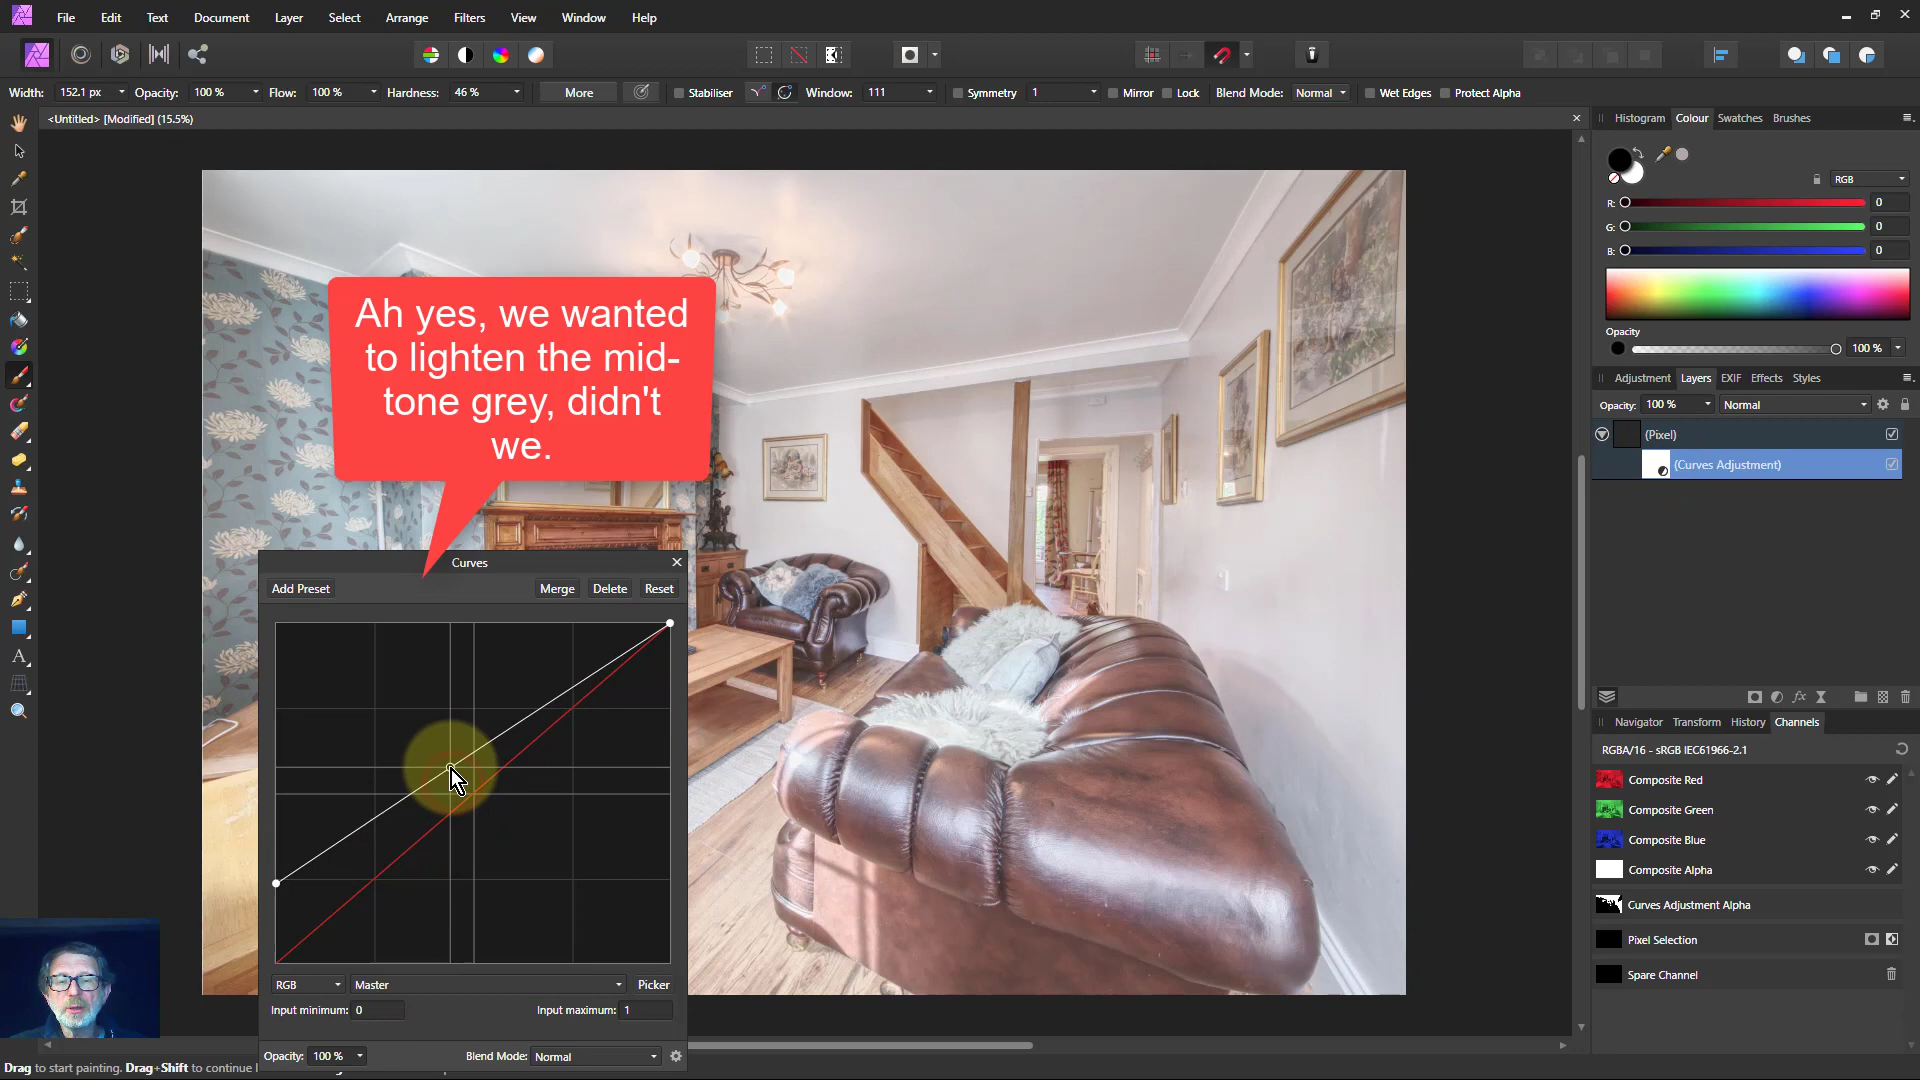 File Edit Text Document Layer Select Arrange Filters View Window Help
Width: 152.1 px Opacity: 100 % Flow: 100 % Hardness: 46 % More Stabiliser Window: 111 Symmetry 1 Mirror Lock Blend Mode: Normal Wet Edges Protect Alpha
<Untitled> [Modified] (15.5%)
Histogram Colour Swatches Brushes
RGB
R: 0
G: 0
B: 0
Opacity
100 %
Adjustment Layers EXIF Effects Styles
Opacity: 100 % Normal
(Pixel)
(Curves Adjustment)
Ah yes, we wanted
to lighten the mid-
tone grey, didn't
we.
Curves
Add Preset Merge Delete Reset
RGB Master Picker
Input minimum: 0 Input maximum: 1
Opacity: 100 % Blend Mode: Normal
Navigator Transform History Channels
RGBA/16 - sRGB IEC61966-2.1
Composite Red
Composite Green
Composite Blue
Composite Alpha
Curves Adjustment Alpha
Pixel Selection
Spare Channel
Drag to start painting. Drag+Shift to continue